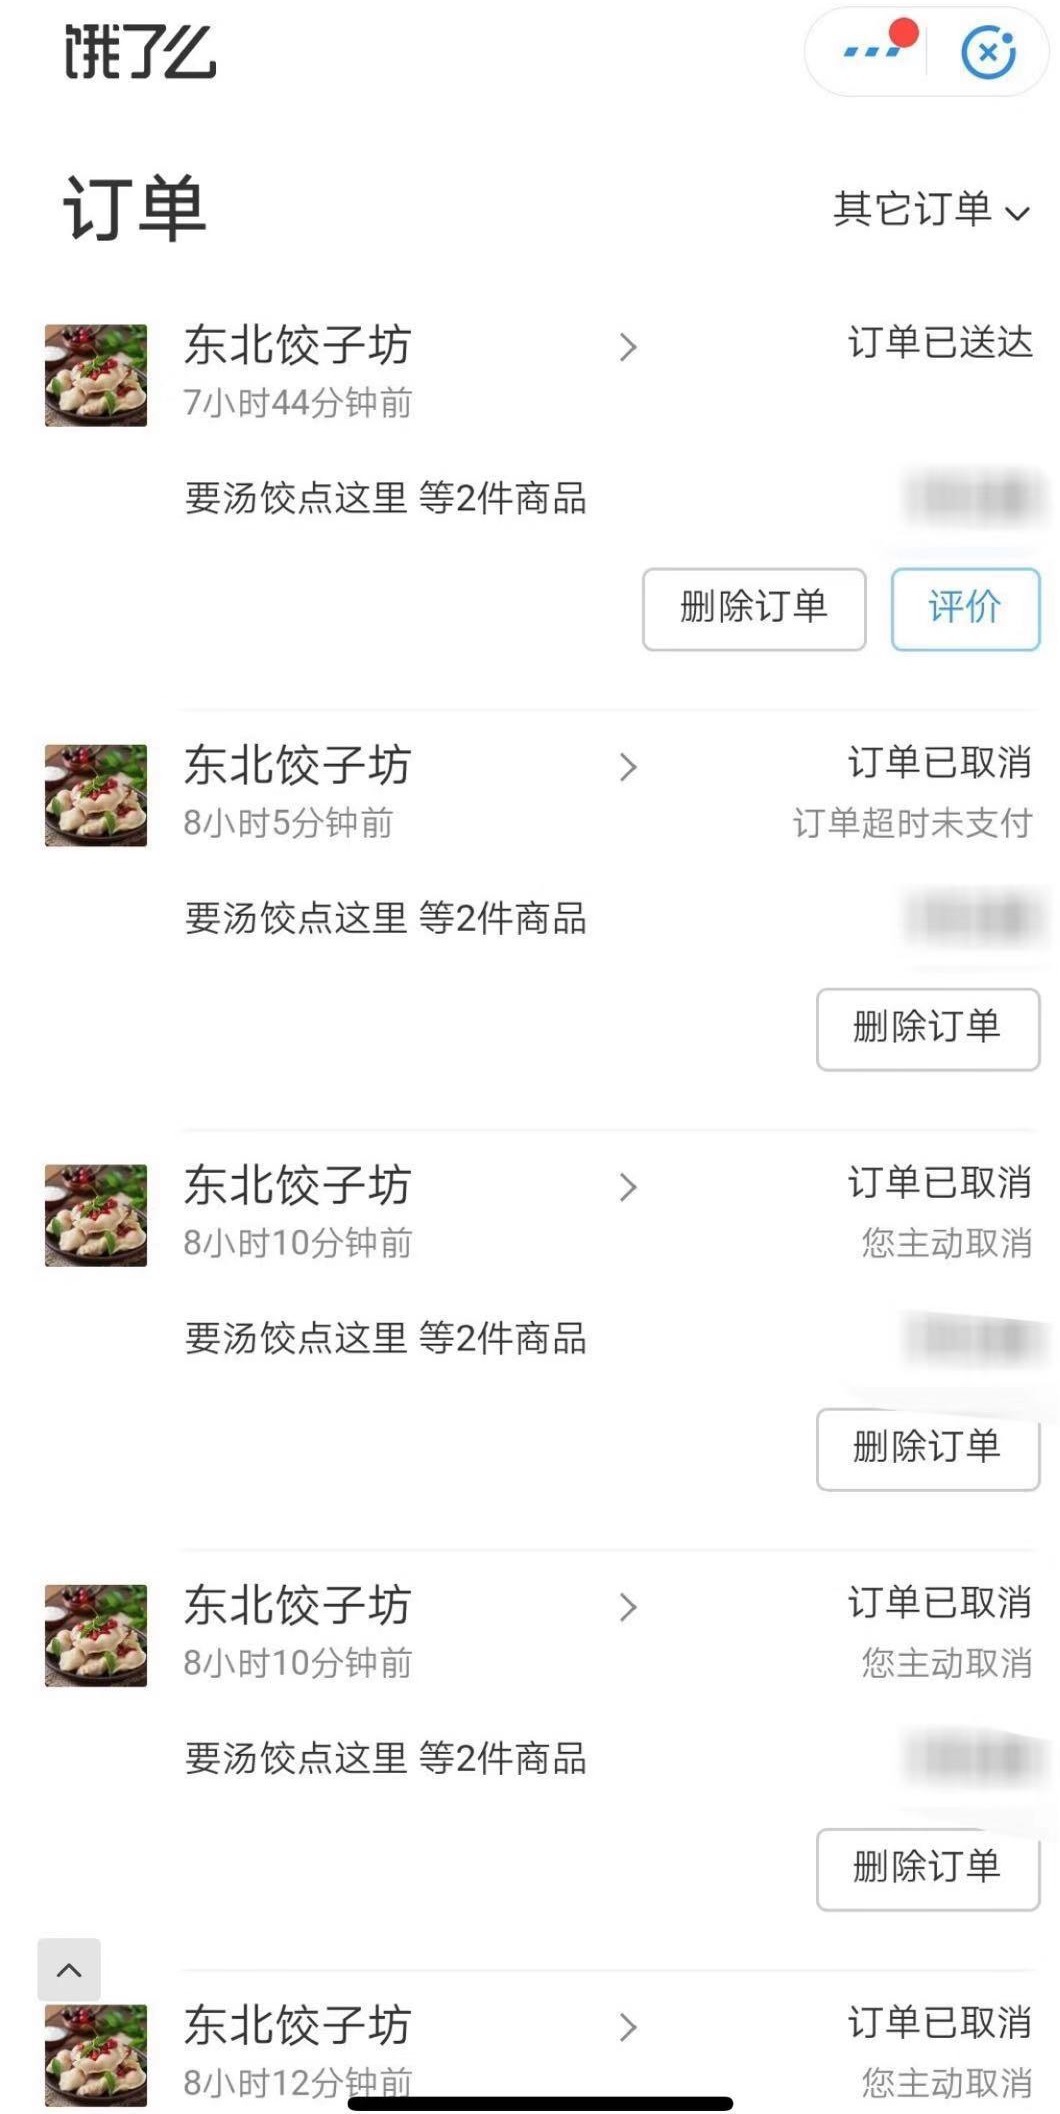 饿了么
订单
其它订单
东北饺子坊
订单已送达
7小时44分钟前
要汤饺点这里 等2件商品
删除订单
评价
东北饺子坊
订单已取消
8小时5分钟前
订单超时未支付
要汤饺点这里 等2件商品
删除订单
东北饺子坊
订单已取消
8小时10分钟前
您主动取消
要汤饺点这里 等2件商品
删除订单
东北饺子坊
订单已取消
8小时10分钟前
您主动取消
要汤饺点这里 等2件商品
删除订单
东北饺子坊
订单已取消
8小时12分钟前
您主动取消